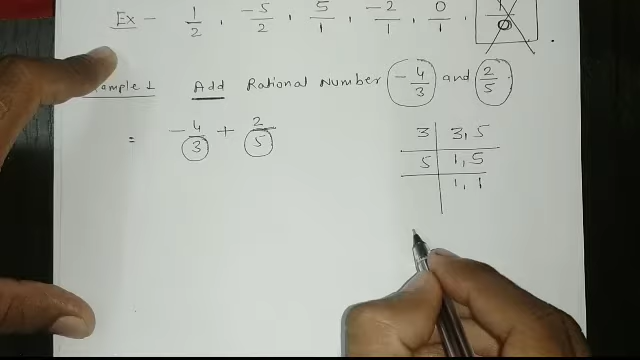 Ex - 1/2, -5/2, 5/1, -2/1, 0/1, 1/0.
ample 1 Add Rational Number -4/3 and 2/5.
= -4/3 + 2/5
3 | 3, 5
5 | 1, 5
1, 1